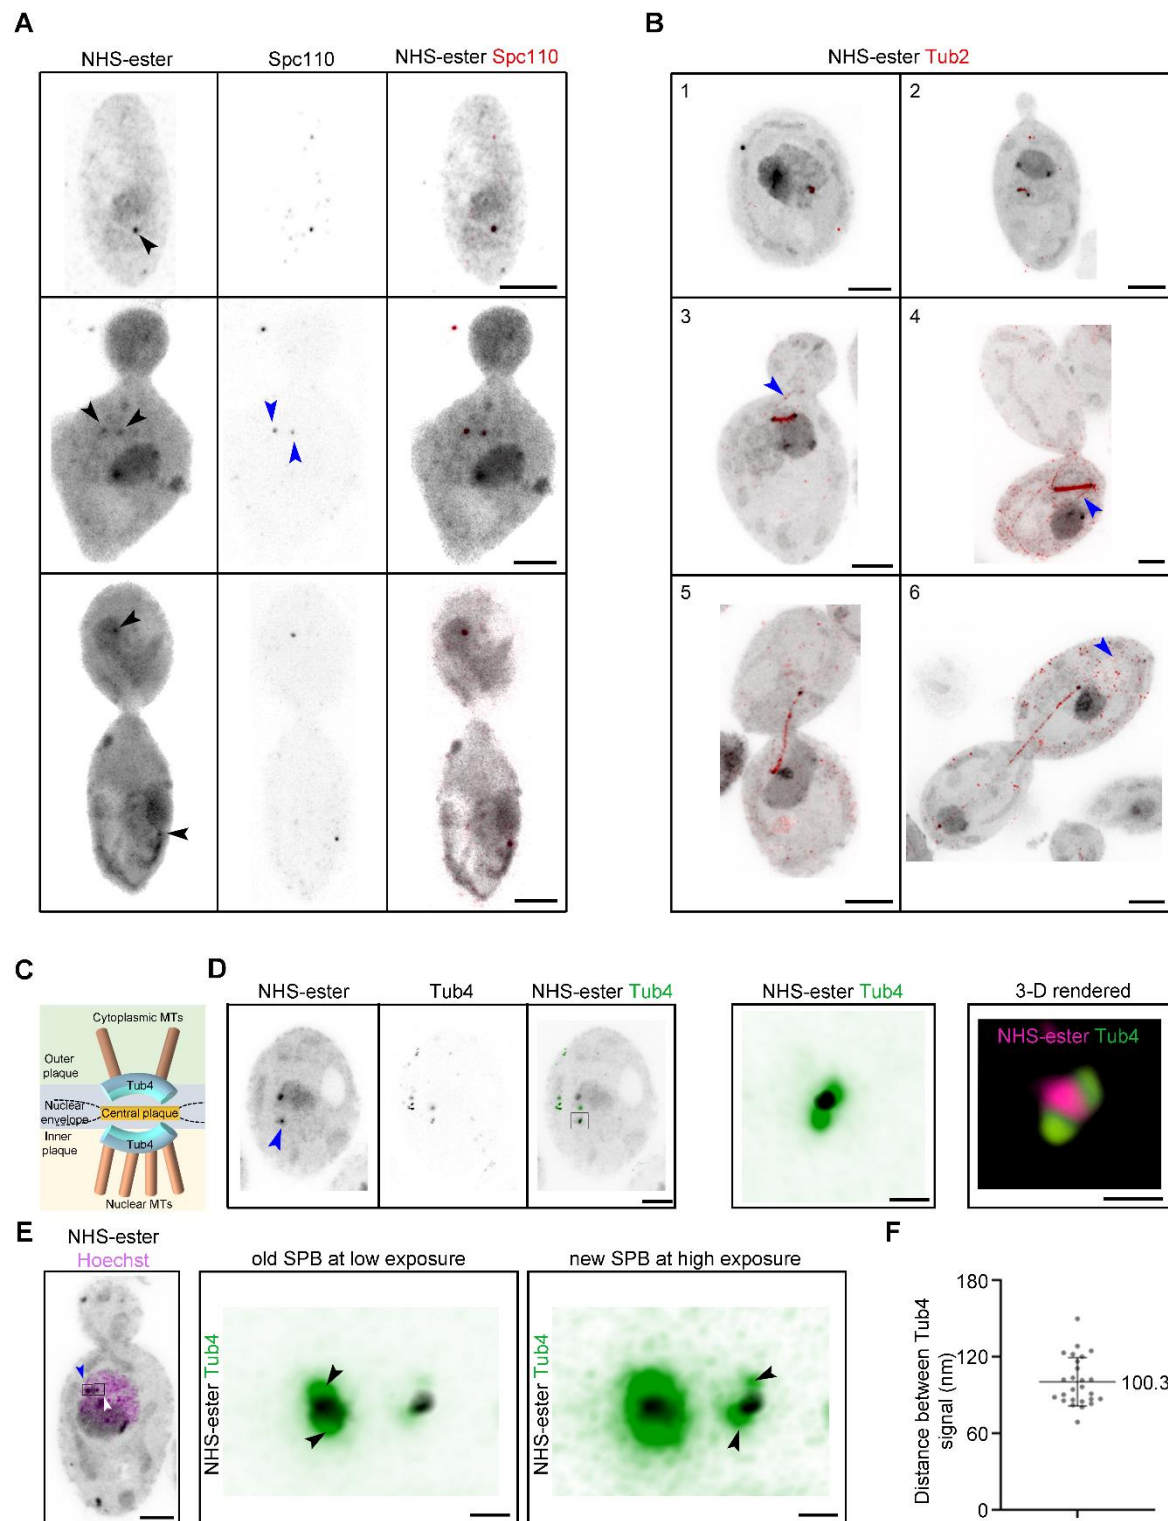 A
NHS-ester
Spc110
NHS-ester Spc110
B
NHS-ester Tub2
1
2
3
4
5
6
C
Cytoplasmic MTs
Outer
plaque
Tub4
Nuclear
envelope
Central plaque
Inner
plaque
Tub4
Nuclear MTs
D
NHS-ester
Tub4
NHS-ester Tub4
NHS-ester Tub4
3-D rendered
NHS-ester Tub4
E
NHS-ester
Hoechst
old SPB at low exposure
NHS-ester Tub4
new SPB at high exposure
NHS-ester Tub4
F
Distance between Tub4
signal (nm)
180
120
60
0
100.3